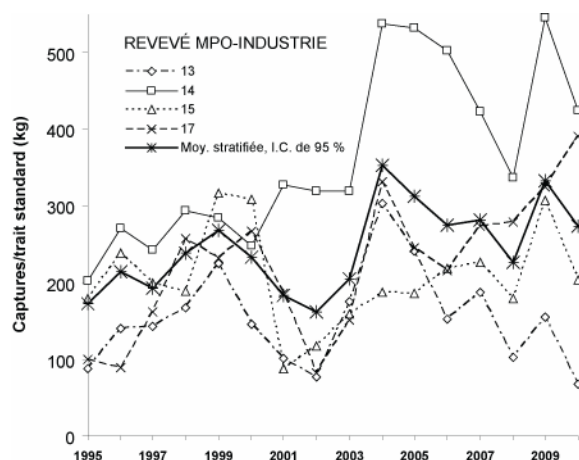 500
400
300
200
100
0
Captures/trait standard (kg)
REVEVÉ MPO-INDUSTRIE
13
14
15
17
Moy. stratifiée, I.C. de 95 %
1995 1997 1999 2001 2003 2005 2007 2009